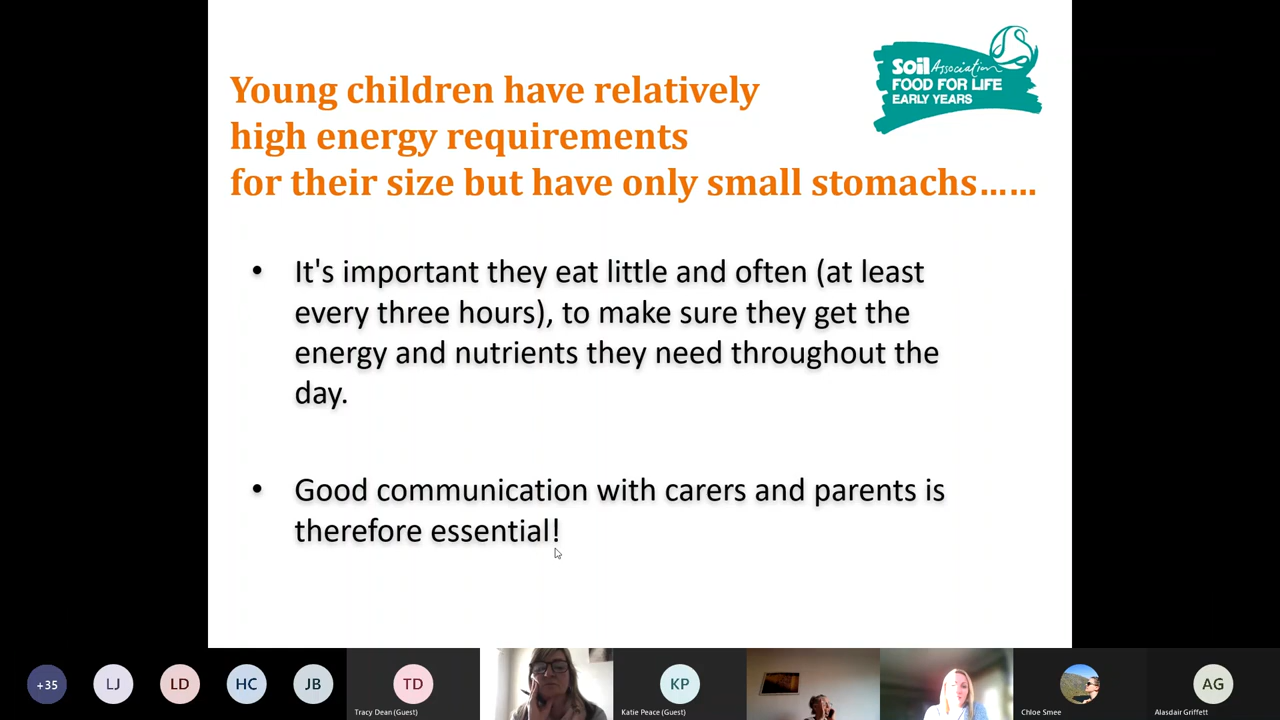 Young children have relatively
high energy requirements
for their size but have only small stomachs……
soil Association
FOOD FOR LIFE
EARLY YEARS
• It's important they eat little and often (at least
every three hours), to make sure they get the
energy and nutrients they need throughout the
day.
• Good communication with carers and parents is
therefore essential!
+35
LJ
LD
HC
JB
TD
Tracy Dean (Guest)
KP
Katie Peace (Guest)
Chloe Smee
AG
Alasdair Griffett